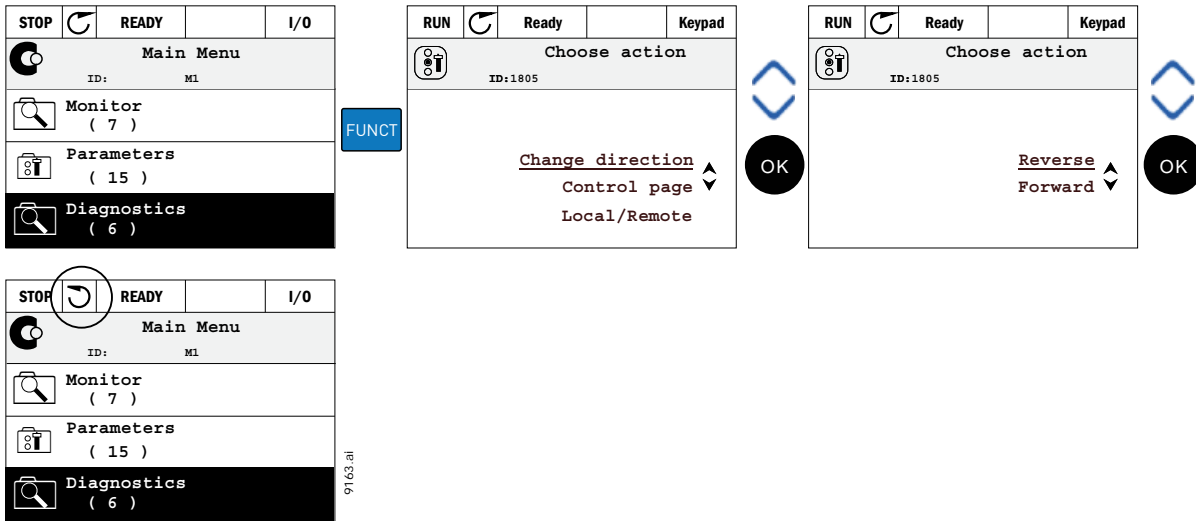 STOP READY I/O
Main Menu
ID: M1
Monitor
( 7 )
Parameters
( 15 )
Diagnostics
( 6 )
FUNCT
RUN Ready Keypad
Choose action
ID:1805
Change direction
Control page
Local/Remote
OK
RUN Ready Keypad
Choose action
ID:1805
Reverse
Forward
OK
STOP READY I/O
Main Menu
ID: M1
Monitor
( 7 )
Parameters
( 15 )
Diagnostics
( 6 )
9163.ai